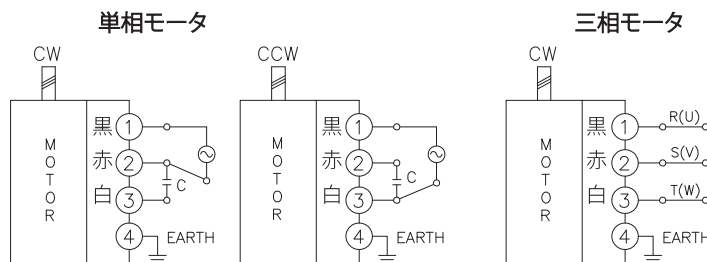 単相モータ
三相モータ
CW
CCW
CW
MOTOR
黒 1
赤 2
白 3
4
C
EARTH
MOTOR
黒 1
赤 2
白 3
4
C
EARTH
MOTOR
黒 1
赤 2
白 3
4
R(U)
S(V)
T(W)
EARTH